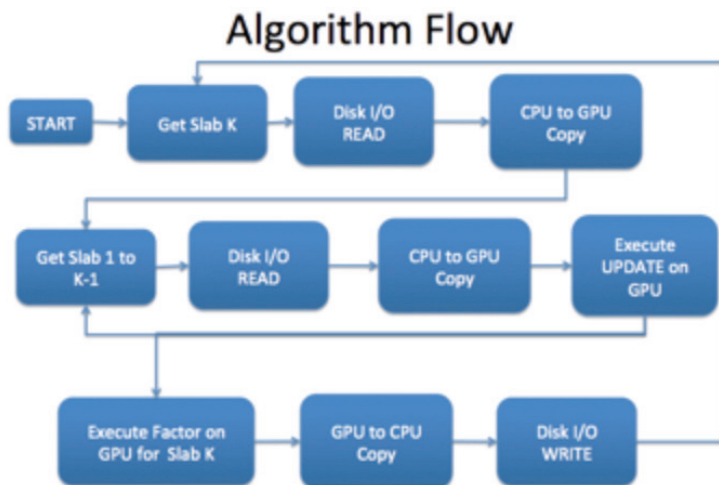 Algorithm Flow
START
Get Slab K
Disk I/O
READ
CPU to GPU
Copy
Get Slab 1 to
K-1
Disk I/O
READ
CPU to GPU
Copy
Execute
UPDATE on
GPU
Execute Factor on
GPU for Slab K
GPU to CPU
Copy
Disk I/O
WRITE